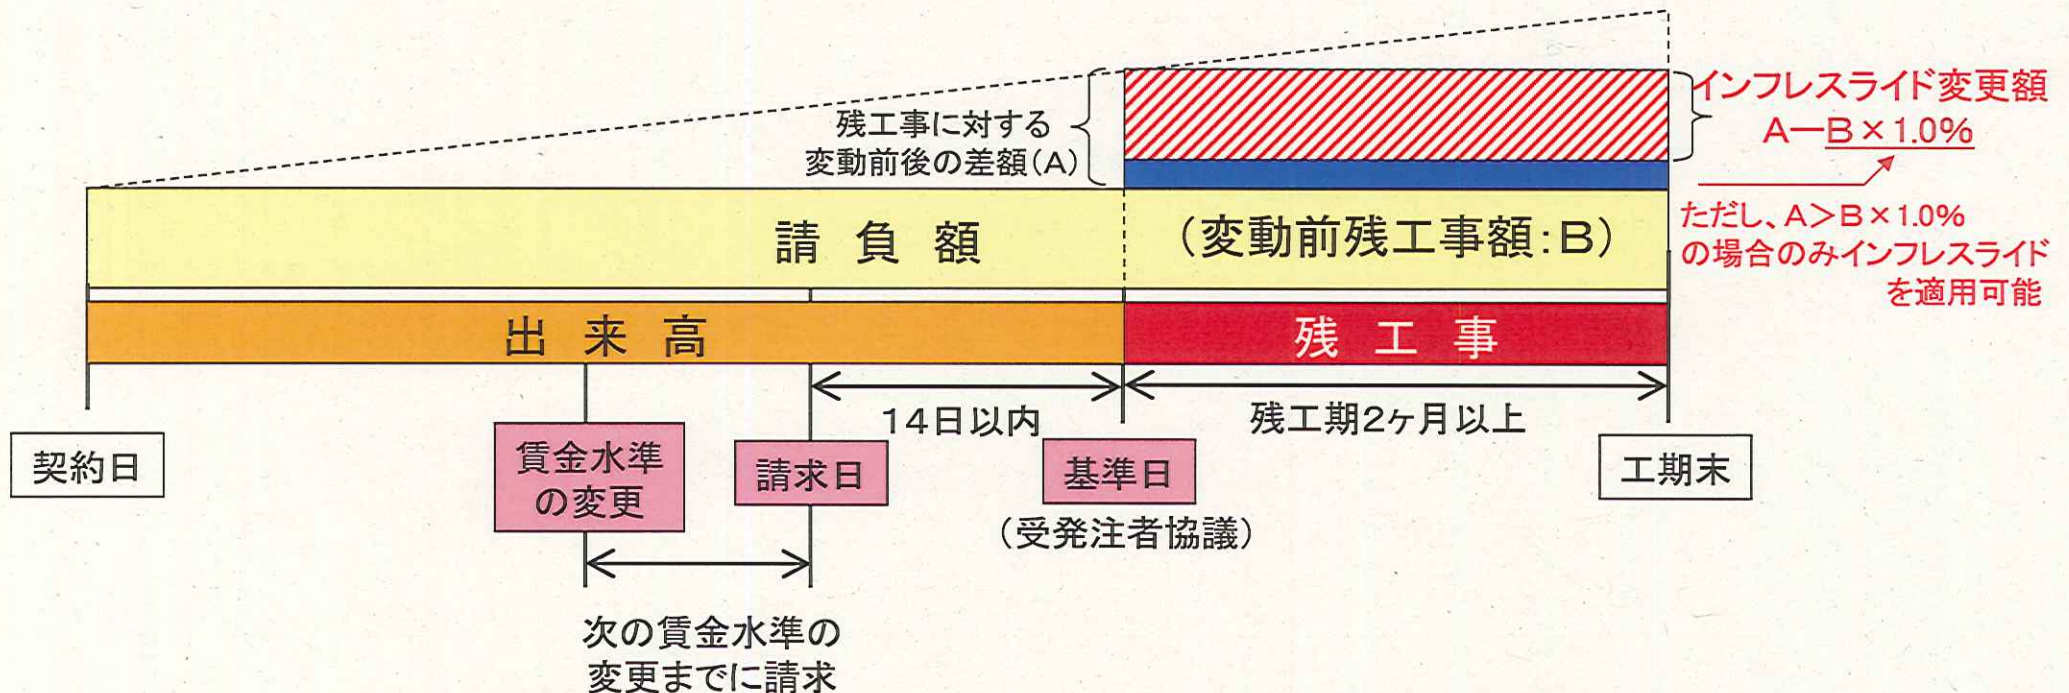 インフレスライド変更額
A―B×1.0%
残工事に対する
変動前後の差額(A)
ただし、A>B×1.0%
の場合のみインフレスライド
を適用可能
請 負 額
(変動前残工事額:B)
出 来 高
残 工 事
14日以内
残工期2ヶ月以上
契約日
賃金水準
の変更
請求日
基準日
(受発注者協議)
工期末
次の賃金水準の
変更までに請求